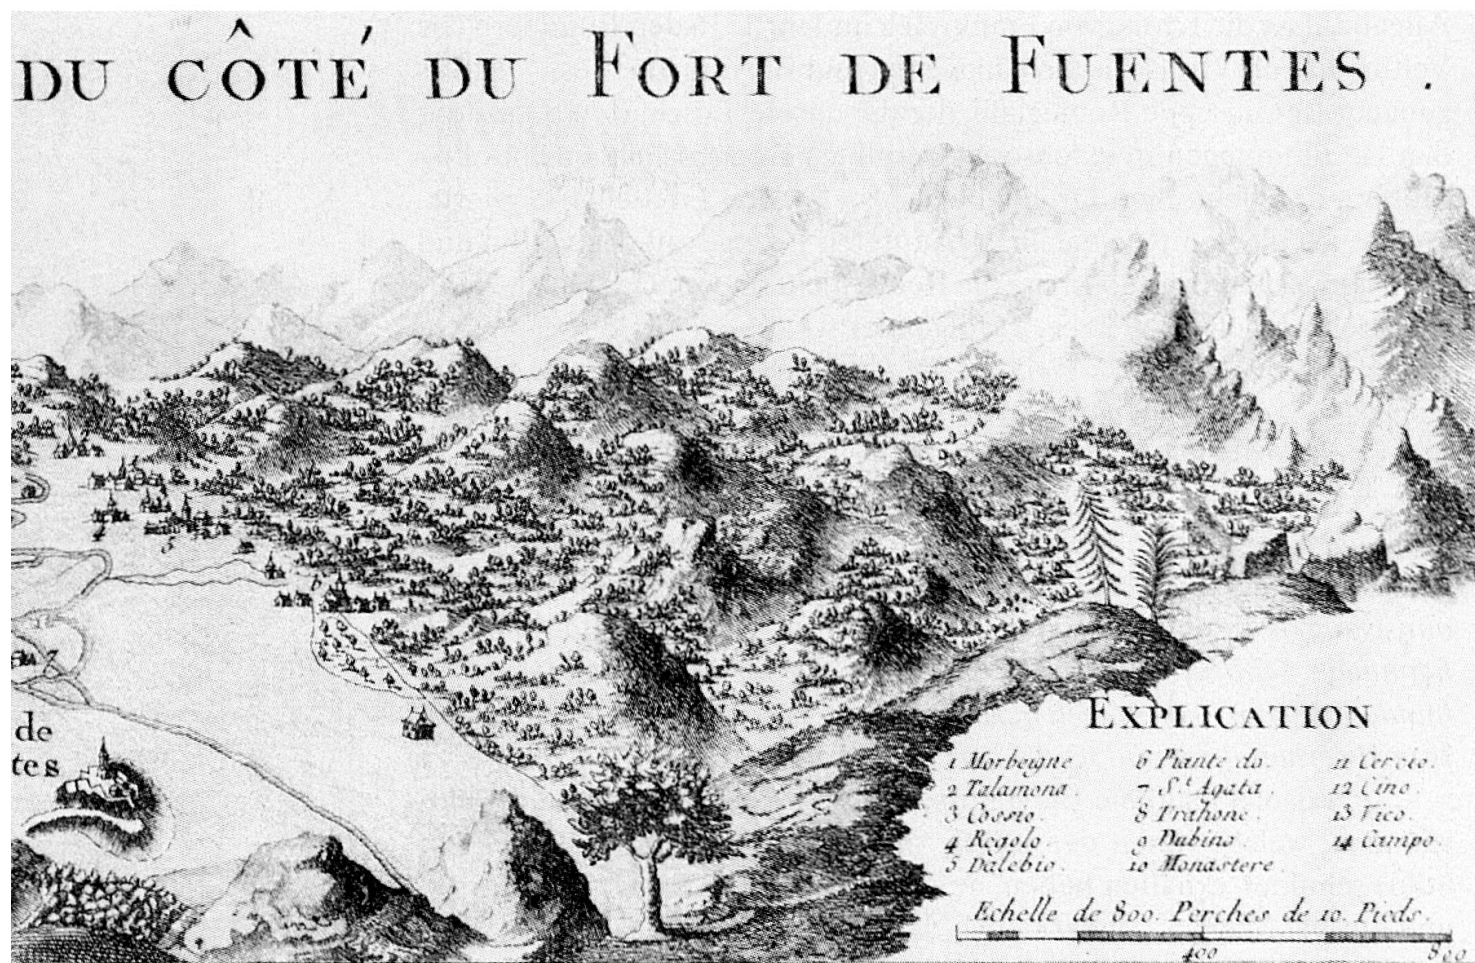 DU CÔTÉ DU FORT DE FUENTES .
de
tes
EXPLICATION
1 Morbeigne.
2 Talamona.
3 Cossio.
4 Regolo.
5 Dalebio.
6 Piante do.
7 St. Agata.
8 Trahone.
9 Dubino.
10 Monastere.
11 Cercio.
12 Cino.
13 Vico.
14 Campo.
Echelle de 800. Perches de 10. Pieds.
400 800